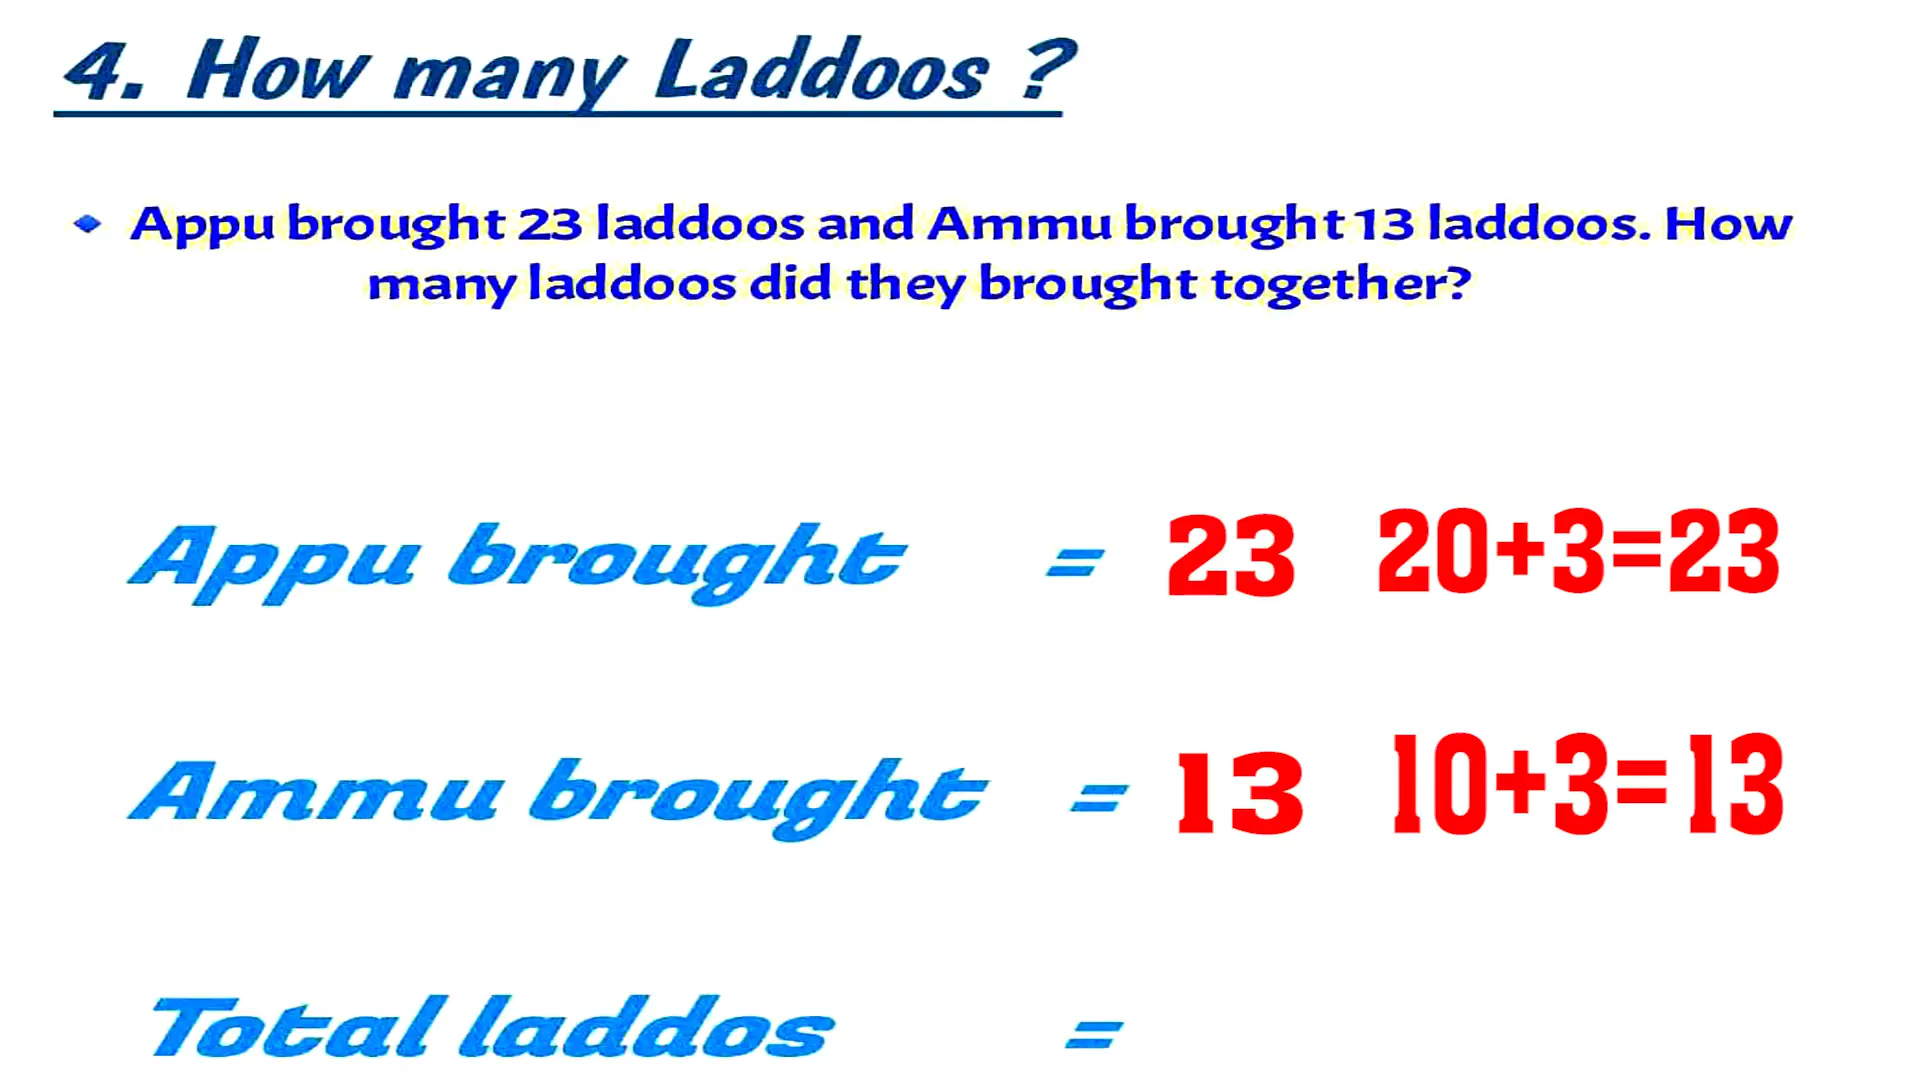 4. How many Laddoos ?
Appu brought 23 laddoos and Ammu brought 13 laddoos. How
many laddoos did they brought together?
Appu brought = 23 20+3=23
Ammu brought = 13 10+3=13
Total laddos =